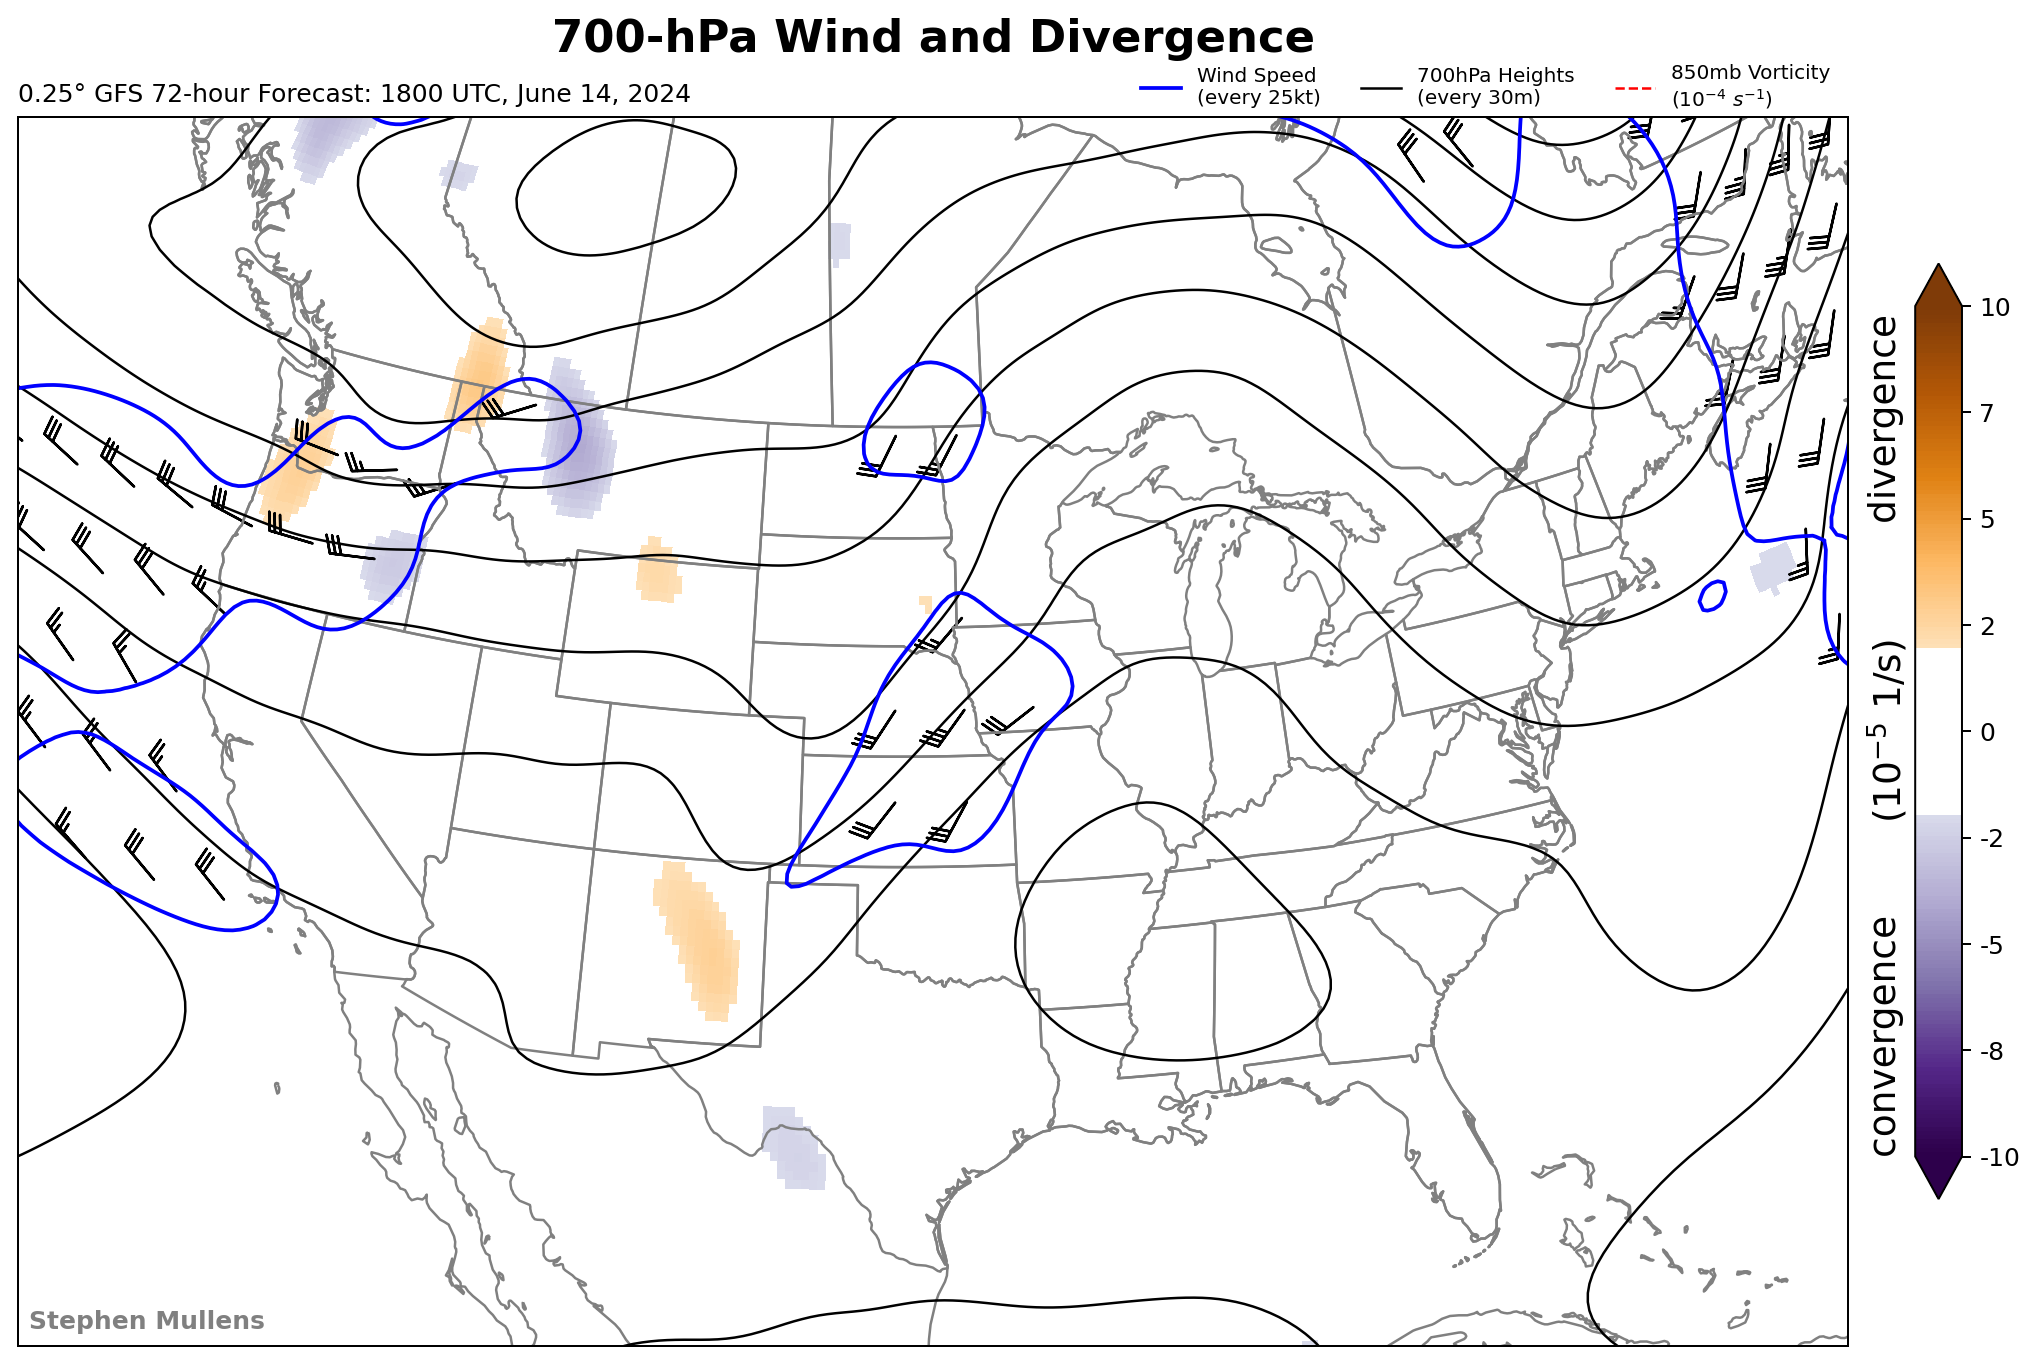 700-hPa Wind and Divergence
0.25° GFS 72-hour Forecast: 1800 UTC, June 14, 2024
Wind Speed
(every 25kt)
700hPa Heights
(every 30m)
850mb Vorticity
(10⁻⁴ s⁻¹)
10
7
5
2
0
-2
-5
-8
-10
convergence (10⁻⁵ 1/s) divergence
Stephen Mullens